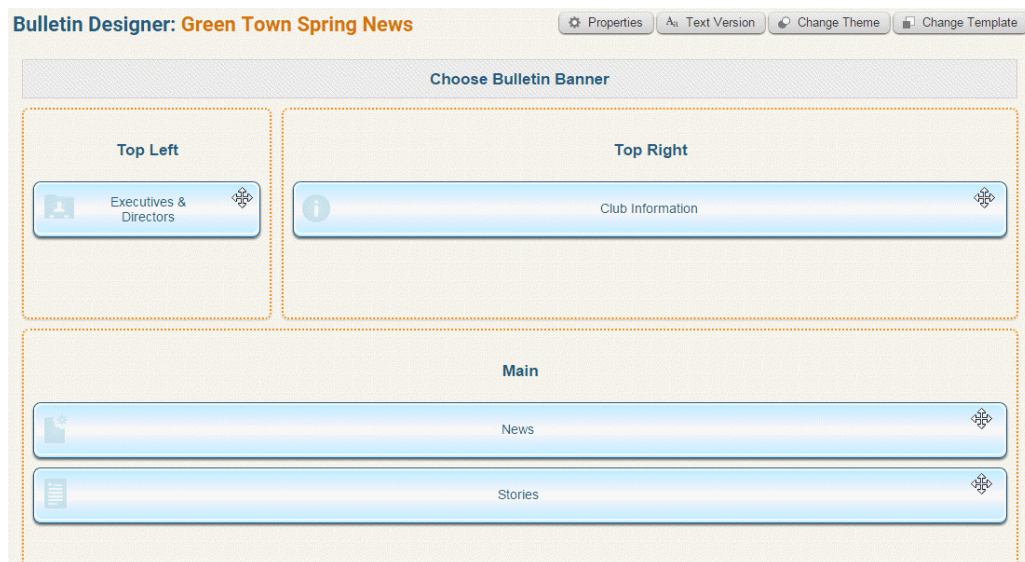 Bulletin Designer: Green Town Spring News
Properties
Aa Text Version
Change Theme
Change Template
Choose Bulletin Banner
Top Left
Top Right
Executives &
Directors
Club Information
Main
News
Stories